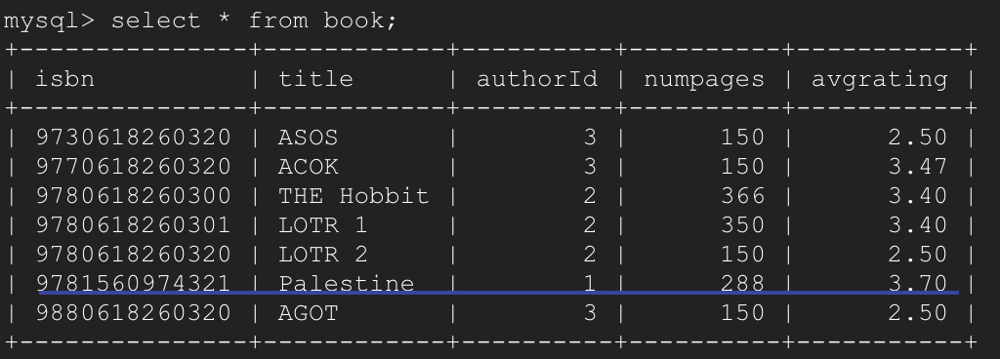 mysql> select * from book;
+---------------+-------------+----------+----------+-----------+
| isbn          | title       | authorId | numpages | avgrating |
+---------------+-------------+----------+----------+-----------+
| 9730618260320 | ASOS        |        3 |      150 |      2.50 |
| 9770618260320 | ACOK        |        3 |      150 |      3.47 |
| 9780618260300 | THE Hobbit  |        2 |      366 |      3.40 |
| 9780618260301 | LOTR 1      |        2 |      350 |      3.40 |
| 9780618260320 | LOTR 2      |        2 |      150 |      2.50 |
| 9781560974321 | Palestine   |        1 |      288 |      3.70 |
| 9880618260320 | AGOT        |        3 |      150 |      2.50 |
+---------------+-------------+----------+----------+-----------+